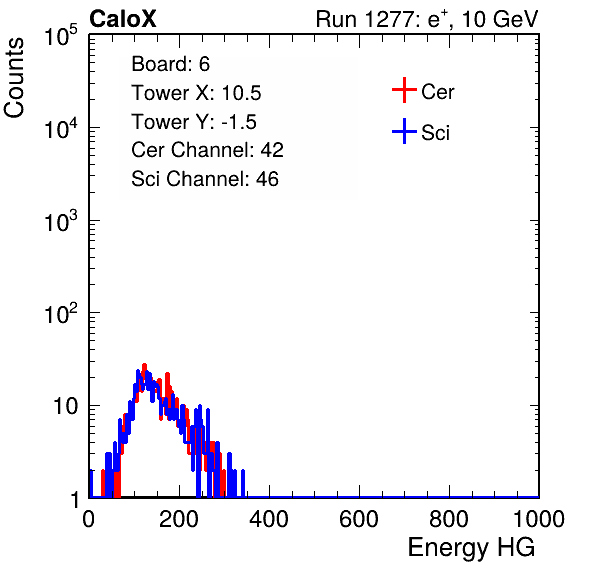 CaloX Run 1277: e⁺, 10 GeV
Counts
10⁵
10⁴
10³
10²
10
1
Board: 6
Tower X: 10.5
Tower Y: -1.5
Cer Channel: 42
Sci Channel: 46
Cer
Sci
0 200 400 600 800 1000
Energy HG